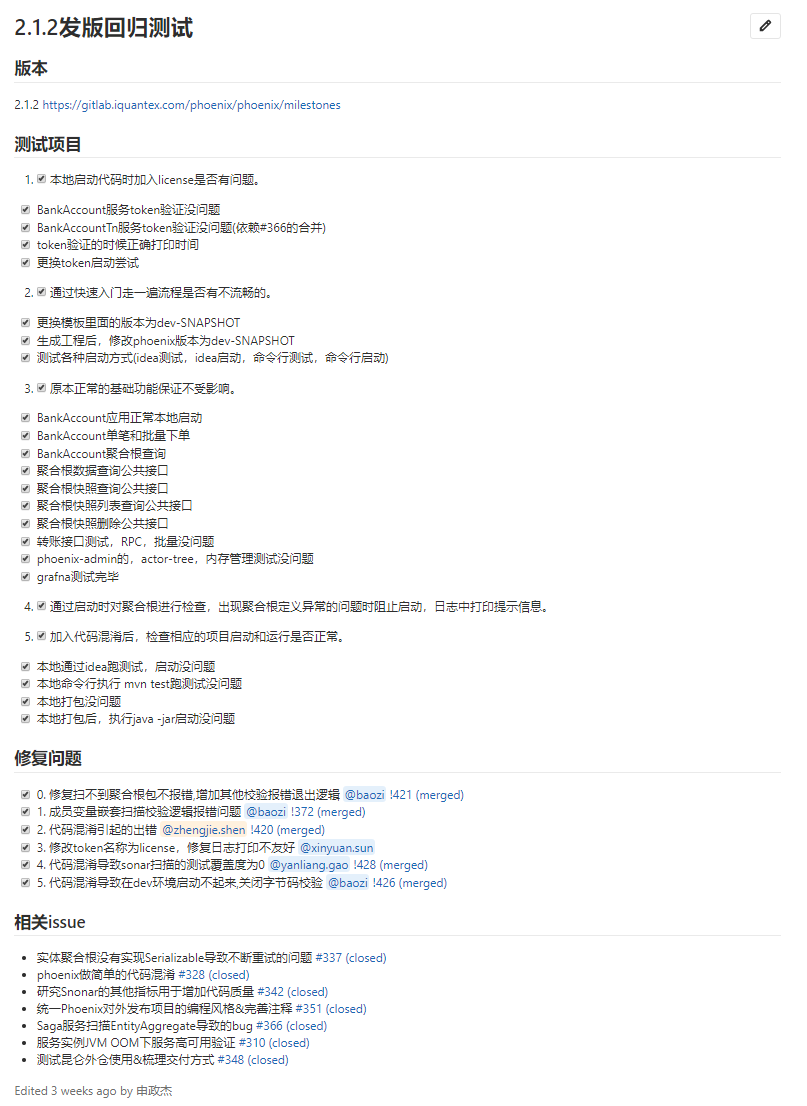 2.1.2发版回归测试
版本
2.1.2 https://gitlab.iquantex.com/phoenix/phoenix/milestones
测试项目
1. 本地启动代码时加入license是否有问题。
BankAccount服务token验证没问题
BankAccountTn服务token验证没问题(依赖#366的合并)
token验证的时候正确打印时间
更换token启动尝试
2. 通过快速入门走一遍流程是否有不流畅的。
更换模板里面的版本为dev-SNAPSHOT
生成工程后，修改phoenix版本为dev-SNAPSHOT
测试各种启动方式(idea测试，idea启动，命令行测试，命令行启动)
3. 原本正常的基础功能保证不受影响。
BankAccount应用正常本地启动
BankAccount单笔和批量下单
BankAccount聚合根查询
聚合根数据查询公共接口
聚合根快照查询公共接口
聚合根快照列表查询公共接口
聚合根快照删除公共接口
转账接口测试，RPC，批量没问题
phoenix-admin的，actor-tree，内存管理测试没问题
grafna测试完毕
4. 通过启动时对聚合根进行检查，出现聚合根定义异常的问题时阻止启动，日志中打印提示信息。
5. 加入代码混淆后，检查相应的项目启动和运行是否正常。
本地通过idea跑测试，启动没问题
本地命令行执行 mvn test跑测试没问题
本地打包没问题
本地打包后，执行java -jar启动没问题
修复问题
0. 修复扫不到聚合根包不报错,增加其他校验报错退出逻辑 @baozi !421 (merged)
1. 成员变量嵌套扫描校验逻辑报错问题 @baozi !372 (merged)
2. 代码混淆引起的出错 @zhengjie.shen !420 (merged)
3. 修改token名称为license，修复日志打印不友好 @xinyuan.sun
4. 代码混淆导致sonar扫描的测试覆盖度为0 @yanliang.gao !428 (merged)
5. 代码混淆导致在dev环境启动不起来,关闭字节码校验 @baozi !426 (merged)
相关issue
实体聚合根没有实现Serializable导致不断重试的问题 #337 (closed)
phoenix做简单的代码混淆 #328 (closed)
研究Snonar的其他指标用于增加代码质量 #342 (closed)
统一Phoenix对外发布项目的编程风格&完善注释 #351 (closed)
Saga服务扫描EntityAggregate导致的bug #366 (closed)
服务实例JVM OOM下服务高可用验证 #310 (closed)
测试昆仑外仓使用&梳理交付方式 #348 (closed)
Edited 3 weeks ago by 申政杰